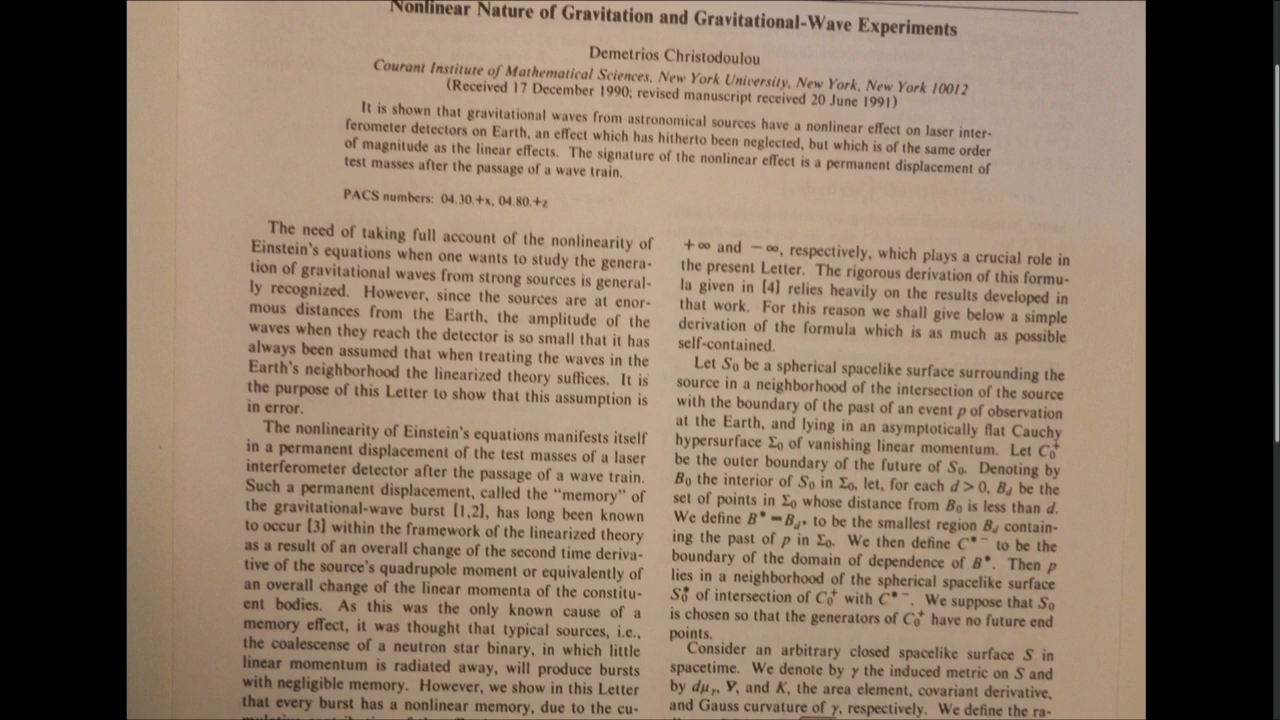 Nonlinear Nature of Gravitation and Gravitational-Wave Experiments
Demetrios Christodoulou
Courant Institute of Mathematical Sciences, New York University, New York, New York 10012
(Received 17 December 1990; revised manuscript received 20 June 1991)
It is shown that gravitational waves from astronomical sources have a nonlinear effect on laser inter-
ferometer detectors on Earth, an effect which has hitherto been neglected, but which is of the same order
of magnitude as the linear effects. The signature of the nonlinear effect is a permanent displacement of
test masses after the passage of a wave train.
PACS numbers: 04.30.+x, 04.80.+z
The need of taking full account of the nonlinearity of
Einstein's equations when one wants to study the genera-
tion of gravitational waves from strong sources is general-
ly recognized. However, since the sources are at enor-
mous distances from the Earth, the amplitude of the
waves when they reach the detector is so small that it has
always been assumed that when treating the waves in the
Earth's neighborhood the linearized theory suffices. It is
the purpose of this Letter to show that this assumption is
in error.
The nonlinearity of Einstein's equations manifests itself
in a permanent displacement of the test masses of a laser
interferometer detector after the passage of a wave train.
Such a permanent displacement, called the "memory" of
the gravitational-wave burst [1,2], has long been known
to occur [3] within the framework of the linearized theory
as a result of an overall change of the second time deriva-
tive of the source's quadrupole moment or equivalently of
an overall change of the linear momenta of the constitu-
ent bodies. As this was the only known cause of a
memory effect, it was thought that typical sources, i.e.,
the coalescense of a neutron star binary, in which little
linear momentum is radiated away, will produce bursts
with negligible memory. However, we show in this Letter
that every burst has a nonlinear memory, due to the cu-
+∞ and −∞, respectively, which plays a crucial role in
the present Letter. The rigorous derivation of this formu-
la given in [4] relies heavily on the results developed in
that work. For this reason we shall give below a simple
derivation of the formula which is as much as possible
self-contained.
Let S₀ be a spherical spacelike surface surrounding the
source in a neighborhood of the intersection of the source
with the boundary of the past of an event p of observation
at the Earth, and lying in an asymptotically flat Cauchy
hypersurface Σ₀ of vanishing linear momentum. Let C₀⁺
be the outer boundary of the future of S₀. Denoting by
B₀ the interior of S₀ in Σ₀, let, for each d > 0, B_d be the
set of points in Σ₀ whose distance from B₀ is less than d.
We define B* = B_d* to be the smallest region B_d contain-
ing the past of p in Σ₀. We then define C*⁻ to be the
boundary of the domain of dependence of B*. Then p
lies in a neighborhood of the spherical spacelike surface
S₀* of intersection of C₀⁺ with C*⁻. We suppose that S₀
is chosen so that the generators of C₀⁺ have no future end
points.
Consider an arbitrary closed spacelike surface S in
spacetime. We denote by γ the induced metric on S and
by dμ_γ, ∇̸, and K, the area element, covariant derivative,
and Gauss curvature of γ, respectively. We define the ra-